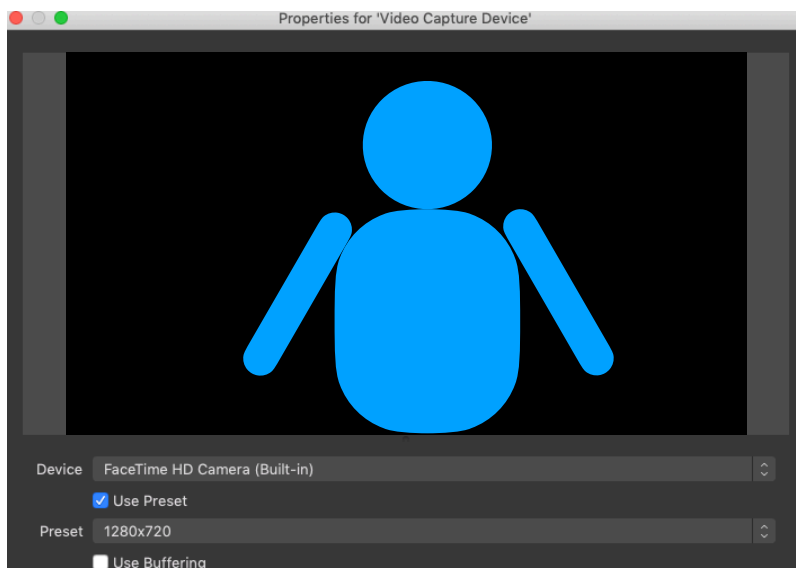 Properties for 'Video Capture Device'
Device FaceTime HD Camera (Built-in)
Use Preset
Preset 1280x720
Use Buffering